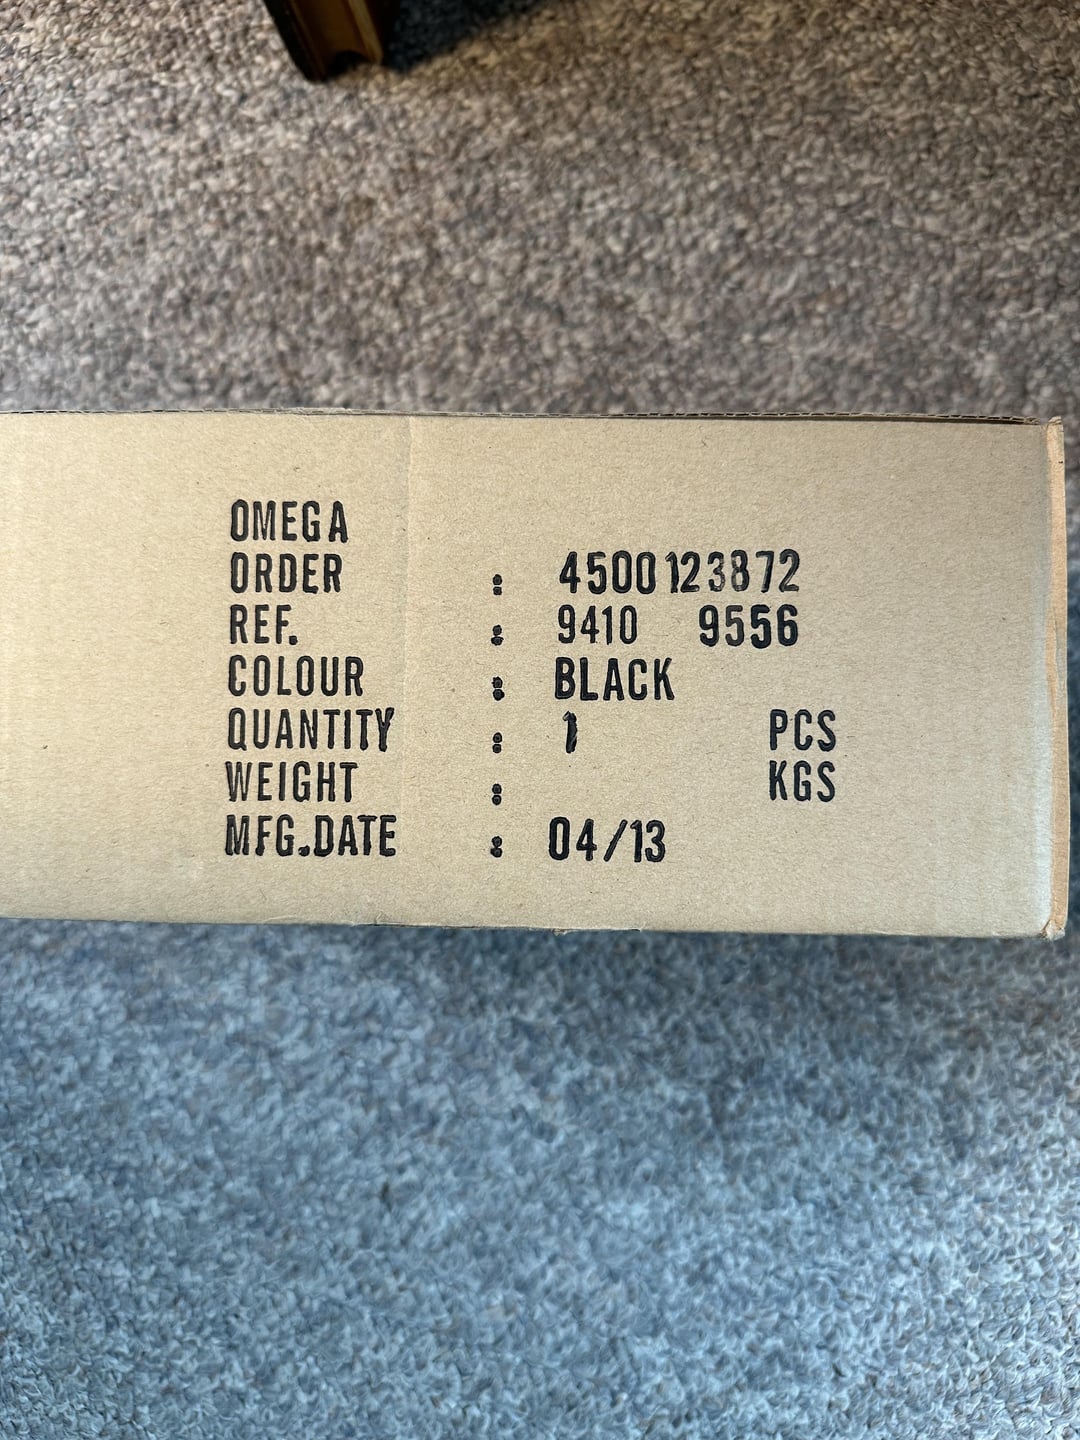 OMEGA
ORDER : 4500123872
REF. : 9410 9556
COLOUR : BLACK
QUANTITY : 1 PCS
WEIGHT : KGS
MFG.DATE : 04/13